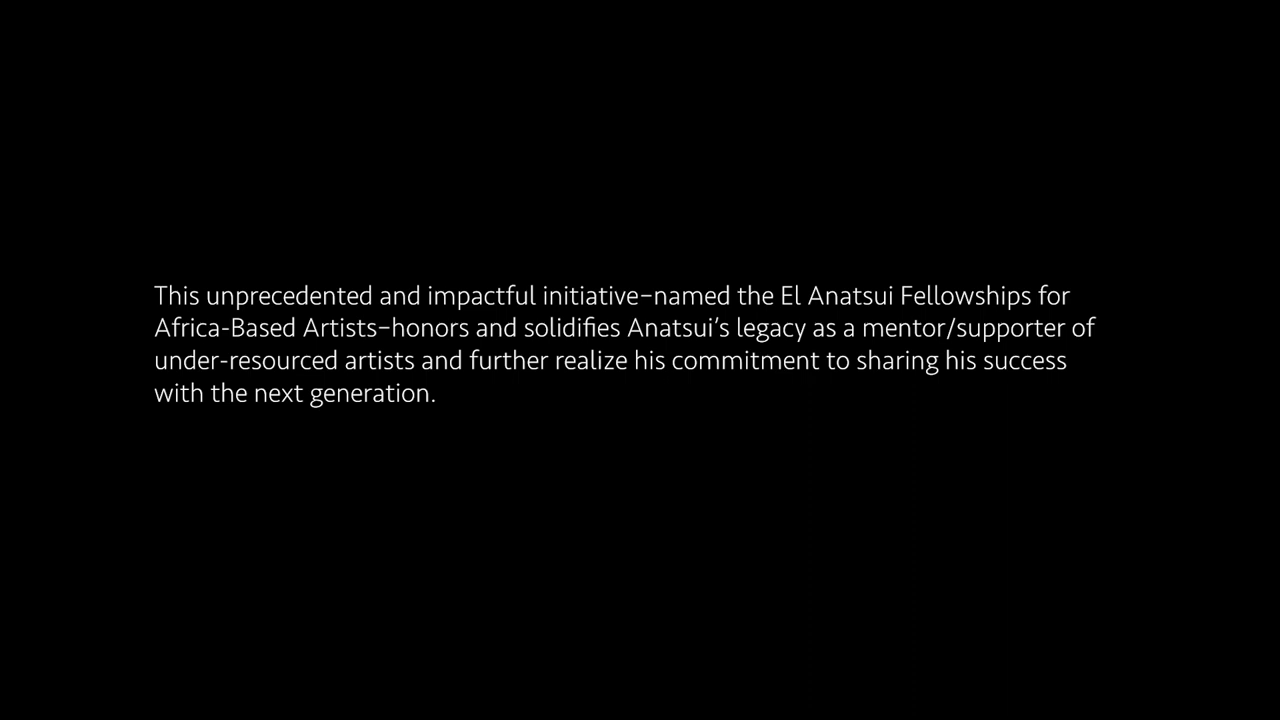 This unprecedented and impactful initiative–named the El Anatsui Fellowships for
Africa-Based Artists–honors and solidifies Anatsui’s legacy as a mentor/supporter of
under-resourced artists and further realize his commitment to sharing his success
with the next generation.